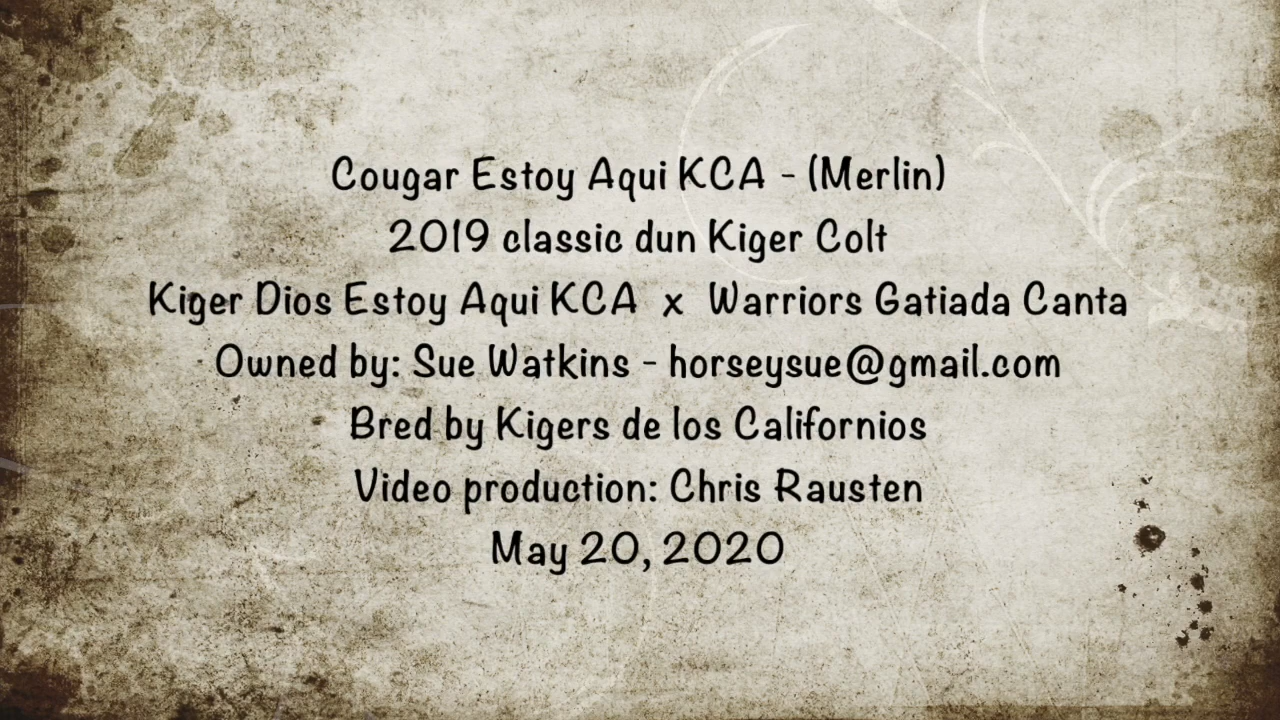 Cougar Estoy Aqui KCA - (Merlin)
2019 classic dun Kiger Colt
Kiger Dios Estoy Aqui KCA x Warriors Gatiada Canta
Owned by: Sue Watkins - horseysue@gmail.com
Bred by Kigers de los Californios
Video production: Chris Rausten
May 20, 2020